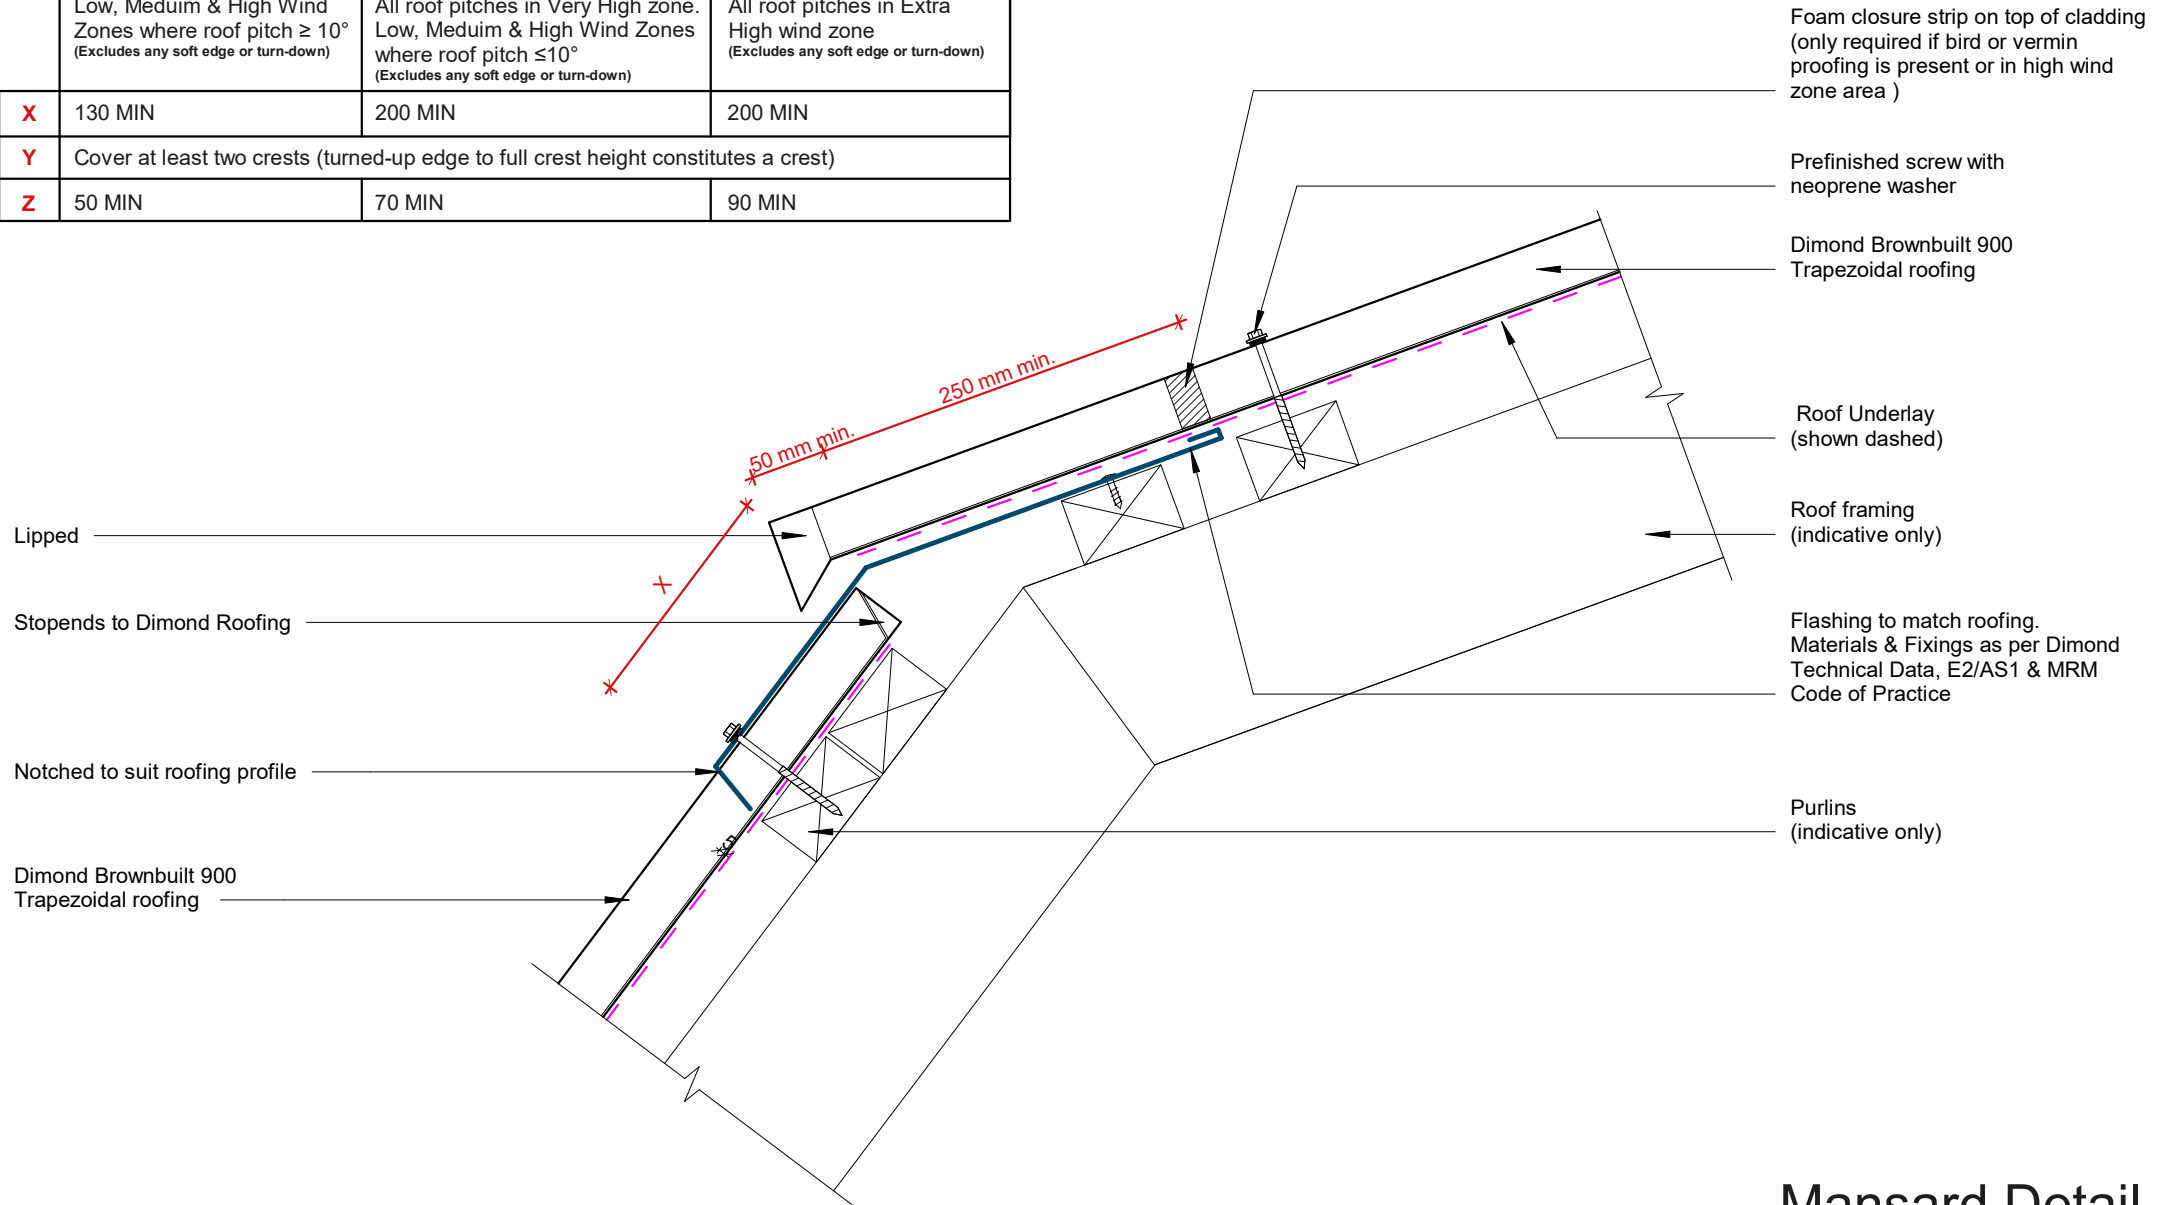 Low, Meduim & High Wind
Zones where roof pitch ≥ 10°
(Excludes any soft edge or turn-down)
All roof pitches in Very High zone.
Low, Meduim & High Wind Zones
where roof pitch ≤10°
(Excludes any soft edge or turn-down)
All roof pitches in Extra
High wind zone
(Excludes any soft edge or turn-down)
X 130 MIN 200 MIN 200 MIN
Y Cover at least two crests (turned-up edge to full crest height constitutes a crest)
Z 50 MIN 70 MIN 90 MIN
Foam closure strip on top of cladding
(only required if bird or vermin
proofing is present or in high wind
zone area )
Prefinished screw with
neoprene washer
Dimond Brownbuilt 900
Trapezoidal roofing
250 mm min.
50 mm min.
X
Roof Underlay
(shown dashed)
Roof framing
(indicative only)
Flashing to match roofing.
Materials & Fixings as per Dimond
Technical Data, E2/AS1 & MRM
Code of Practice
Purlins
(indicative only)
Lipped
Stopends to Dimond Roofing
Notched to suit roofing profile
Dimond Brownbuilt 900
Trapezoidal roofing
Mansard Detail